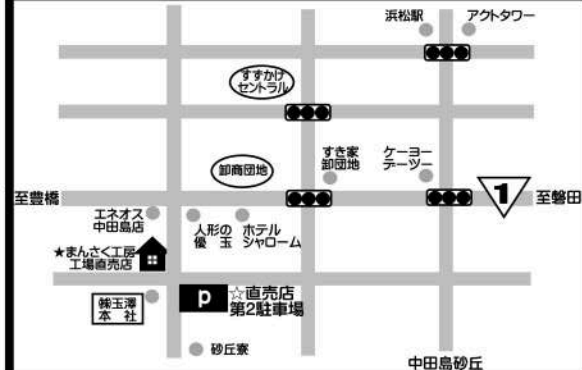 浜松駅
アクトタワー
すずかけ
セントラル
すき家
卸団地
ケーヨー
デーツー
卸商団地
至豊橋
1
至磐田
エネオス
中田島店
人形の
優玉
ホテル
シャローム
★まんさく工房
工場直売店
㈱玉澤
本社
P
☆直売店
第2駐車場
砂丘寮
中田島砂丘